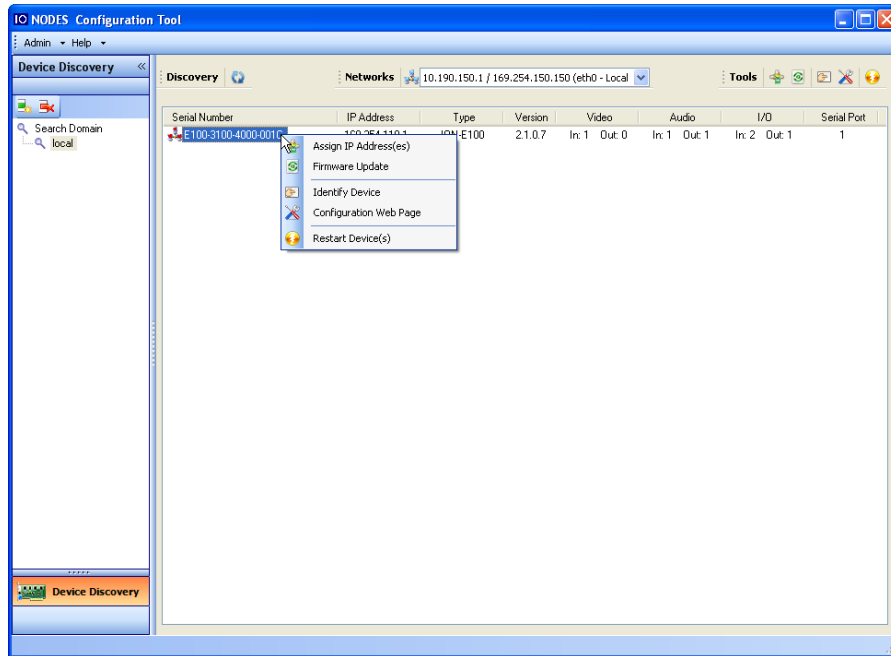 IO NODES Configuration Tool
Admin Help
Device Discovery «
Discovery Networks 10.190.150.1 / 169.254.150.150 (eth0 - Local Tools
Serial Number IP Address Type Version Video Audio I/O Serial Port
Search Domain
local
E100-3100-4000-001C 2.1.0.7 In: 1 Out: 0 In: 1 Out: 1 In: 2 Out: 1 1
Assign IP Address(es)
Firmware Update
Identify Device
Configuration Web Page
Restart Device(s)
Device Discovery